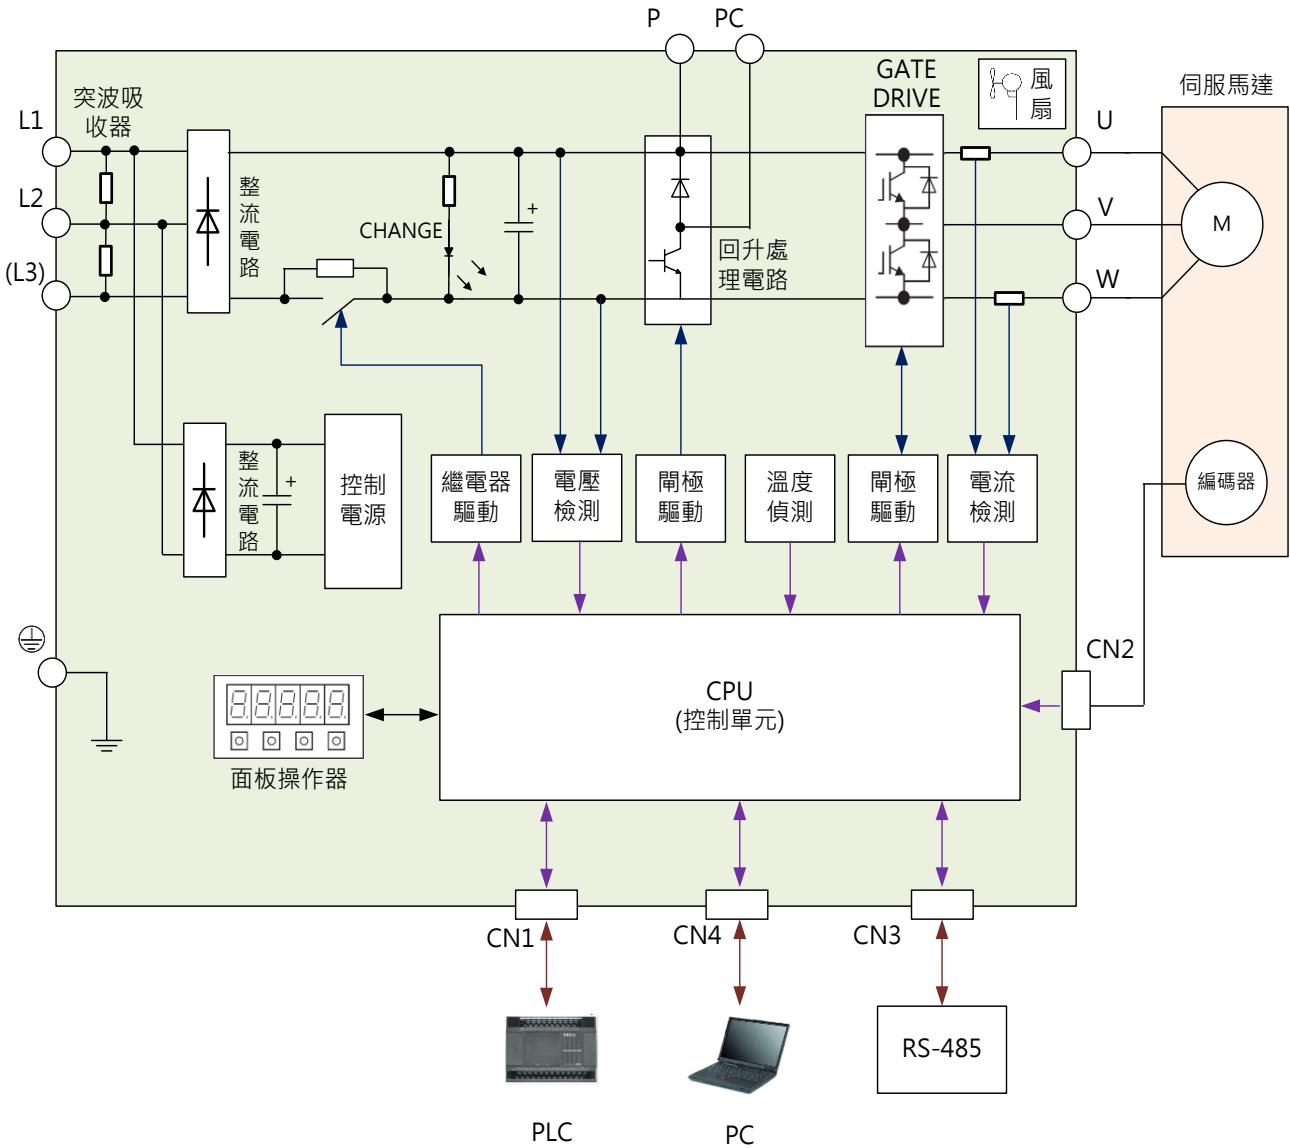 P
PC
GATE
DRIVE
風
扇
伺服馬達
突波吸
收器
L1
U
整
流
電
路
L2
V
CHANGE
+
M
回升處
理電路
(L3)
W
整
流
電
路
+
控制
電源
繼電器
驅動
電壓
檢測
閘極
驅動
溫度
偵測
閘極
驅動
電流
檢測
編碼器
CN2
CPU
(控制單元)
88888
面板操作器
CN1
CN4
CN3
RS-485
PLC
PC